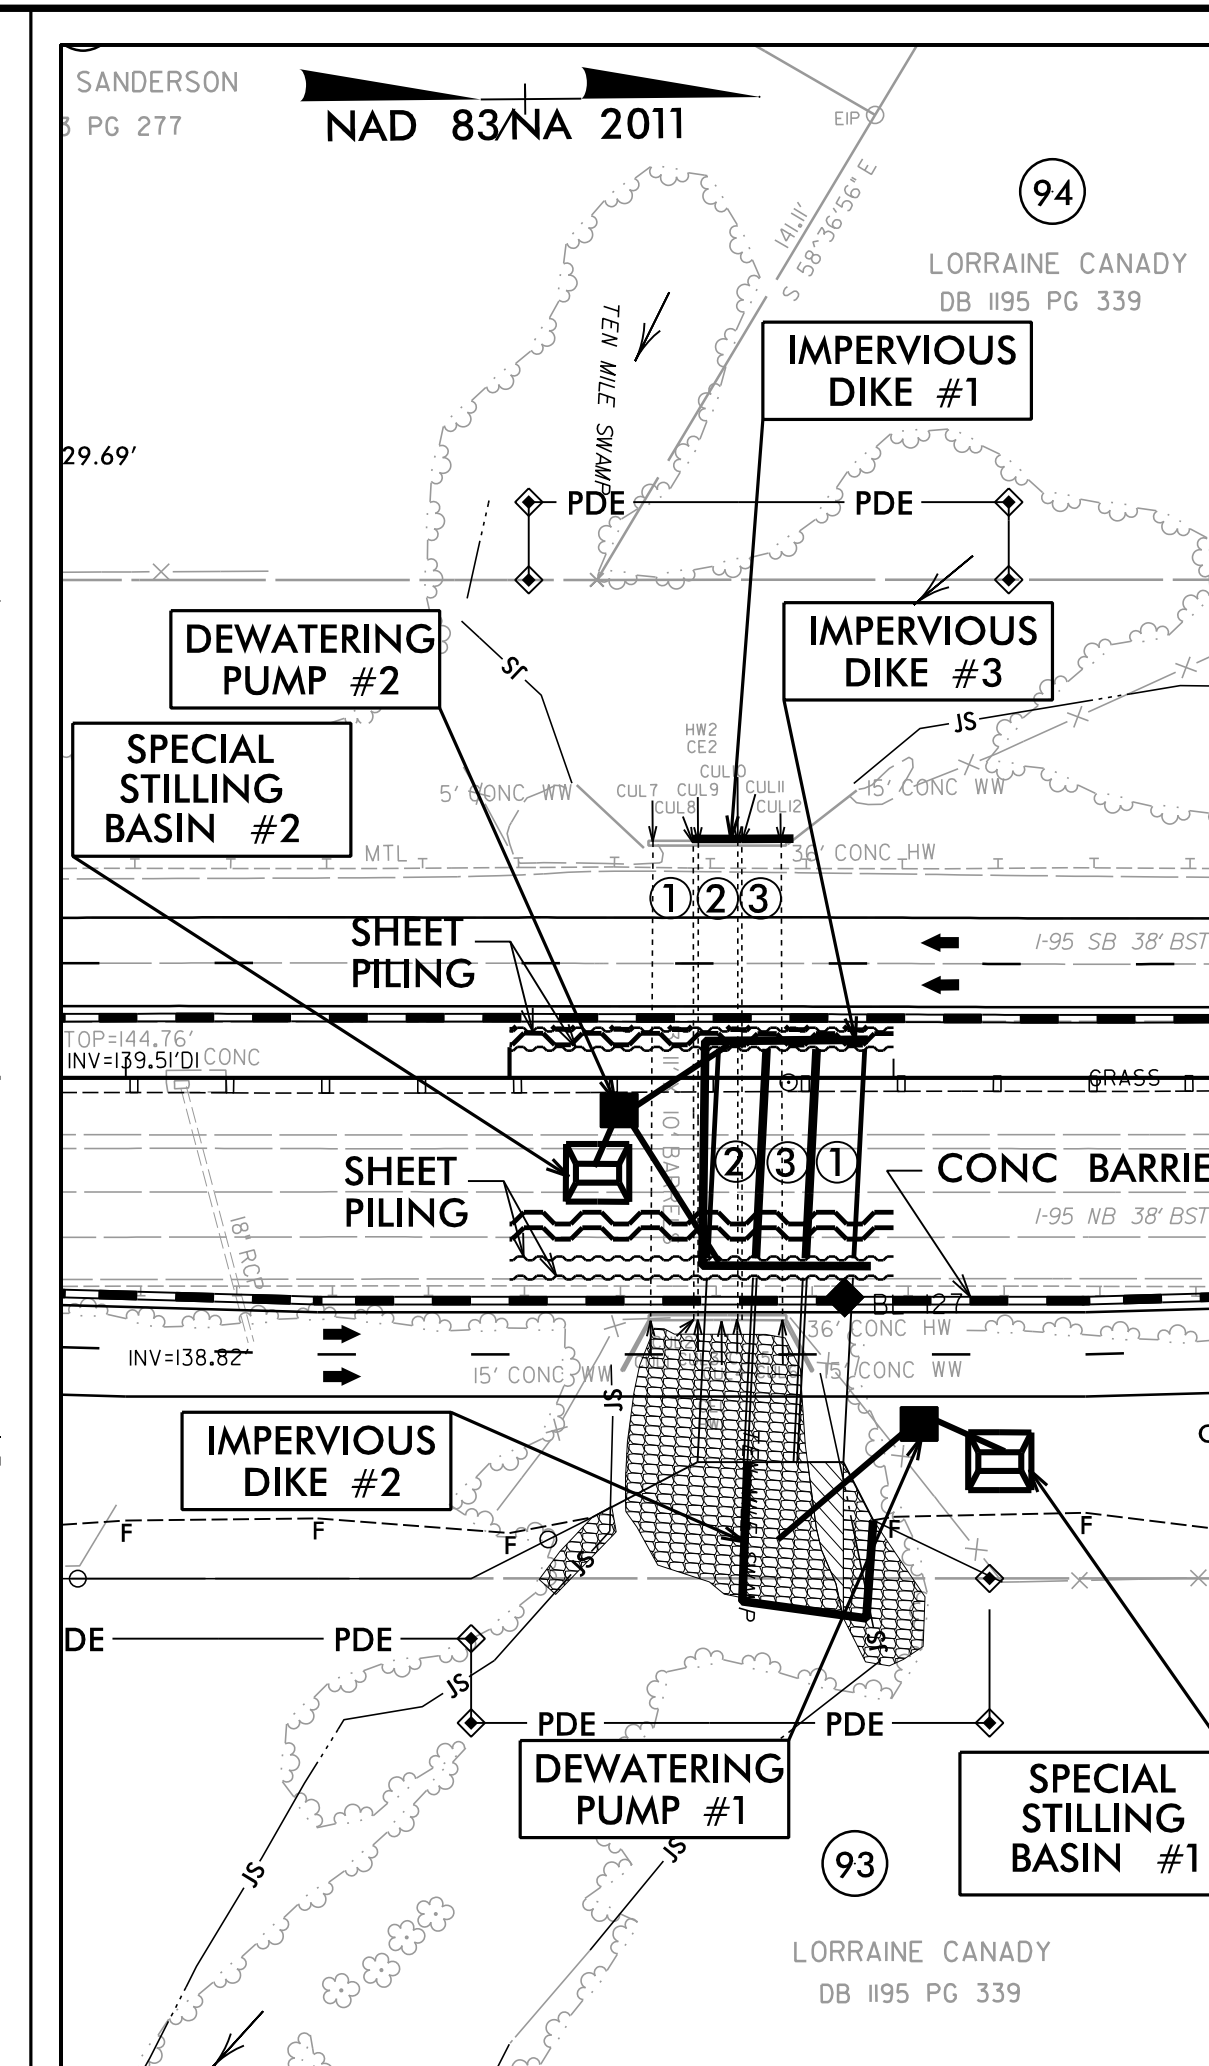 SANDERSON
PG 277
NAD 83/NA 2011
EIP
141.11'
S 58°36'56" E
94
LORRAINE CANADY
DB 1195 PG 339
TEN MILE SWAMP
IMPERVIOUS
DIKE #1
29.69'
PDE
PDE
DEWATERING
PUMP #2
IMPERVIOUS
DIKE #3
JS
JS
SPECIAL
STILLING
BASIN #2
HW2
CE2
CUL7
CUL8
CUL9
CUL10
CUL11
CUL12
5' CONC WW
15' CONC WW
MTL
36' CONC HW
1
2
3
SHEET
PILING
I-95 SB 38' BST
TOP=144.76'
INV=139.51'DI
CONC
GRASS
10' BARRELS
2
3
1
SHEET
PILING
CONC BARRIE
I-95 NB 38' BST
18" RCP
BL-127
36' CONC HW
INV=138.82'
15' CONC WW
15' CONC WW
JS
IMPERVIOUS
DIKE #2
F
F
F
F
F
JS
JS
DE
PDE
JS
PDE
PDE
DEWATERING
PUMP #1
SPECIAL
STILLING
BASIN #1
JS
JS
93
LORRAINE CANADY
DB 1195 PG 339